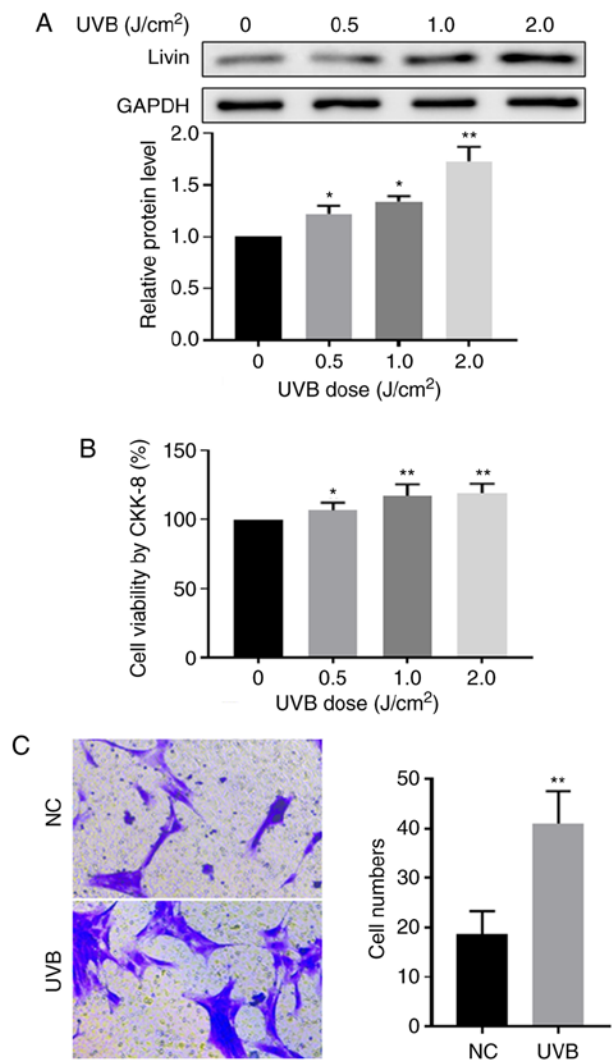 A UVB (J/cm²) 0 0.5 1.0 2.0
Livin
GAPDH
Relative protein level
2.0
1.5
1.0
0.5
0.0
* * **
0 0.5 1.0 2.0
UVB dose (J/cm²)
B
Cell viability by CKK-8 (%)
150
100
50
0
* ** **
0 0.5 1.0 2.0
UVB dose (J/cm²)
C
NC
UVB
Cell numbers
50
40
30
20
10
0
**
NC UVB